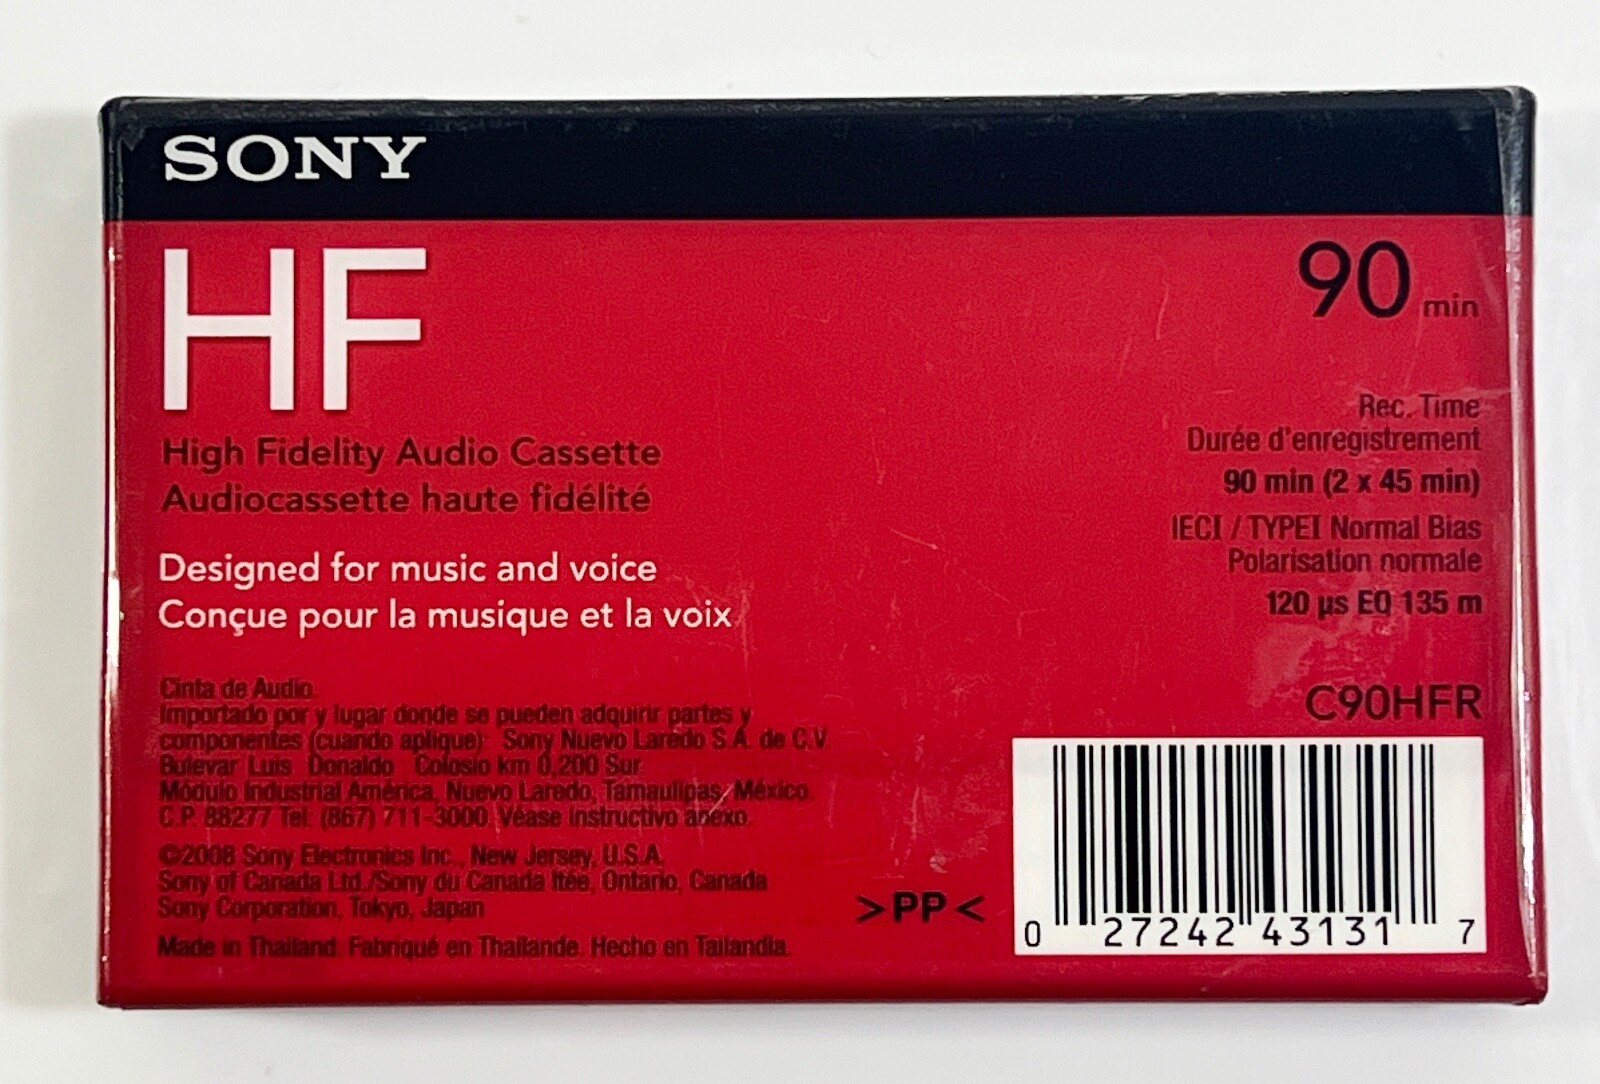 SONY
HF
90 min
High Fidelity Audio Cassette
Audiocassette haute fidélité
Designed for music and voice
Conçue pour la musique et la voix
Rec. Time
Durée d'enregistrement
90 min (2 x 45 min)
IECI / TYPEI Normal Bias
Polarisation normale
120 µs EQ 135 m
C90HFR
Cinta de Audio.
Importado por y lugar donde se pueden adquirir partes y
componentes (cuando aplique): Sony Nuevo Laredo S.A. de C.V.
Bulevar Luis Donaldo Colosio km 0,200 Sur
Módulo Industrial América, Nuevo Laredo, Tamaulipas, México.
C.P. 88277 Tel: (867) 711-3000. Véase instructivo anexo.
©2008 Sony Electronics Inc., New Jersey, U.S.A.
Sony of Canada Ltd./Sony du Canada ltée, Ontario, Canada
Sony Corporation, Tokyo, Japan
Made in Thailand. Fabriqué en Thaïlande. Hecho en Tailandia.
>PP<
0 27242 43131 7